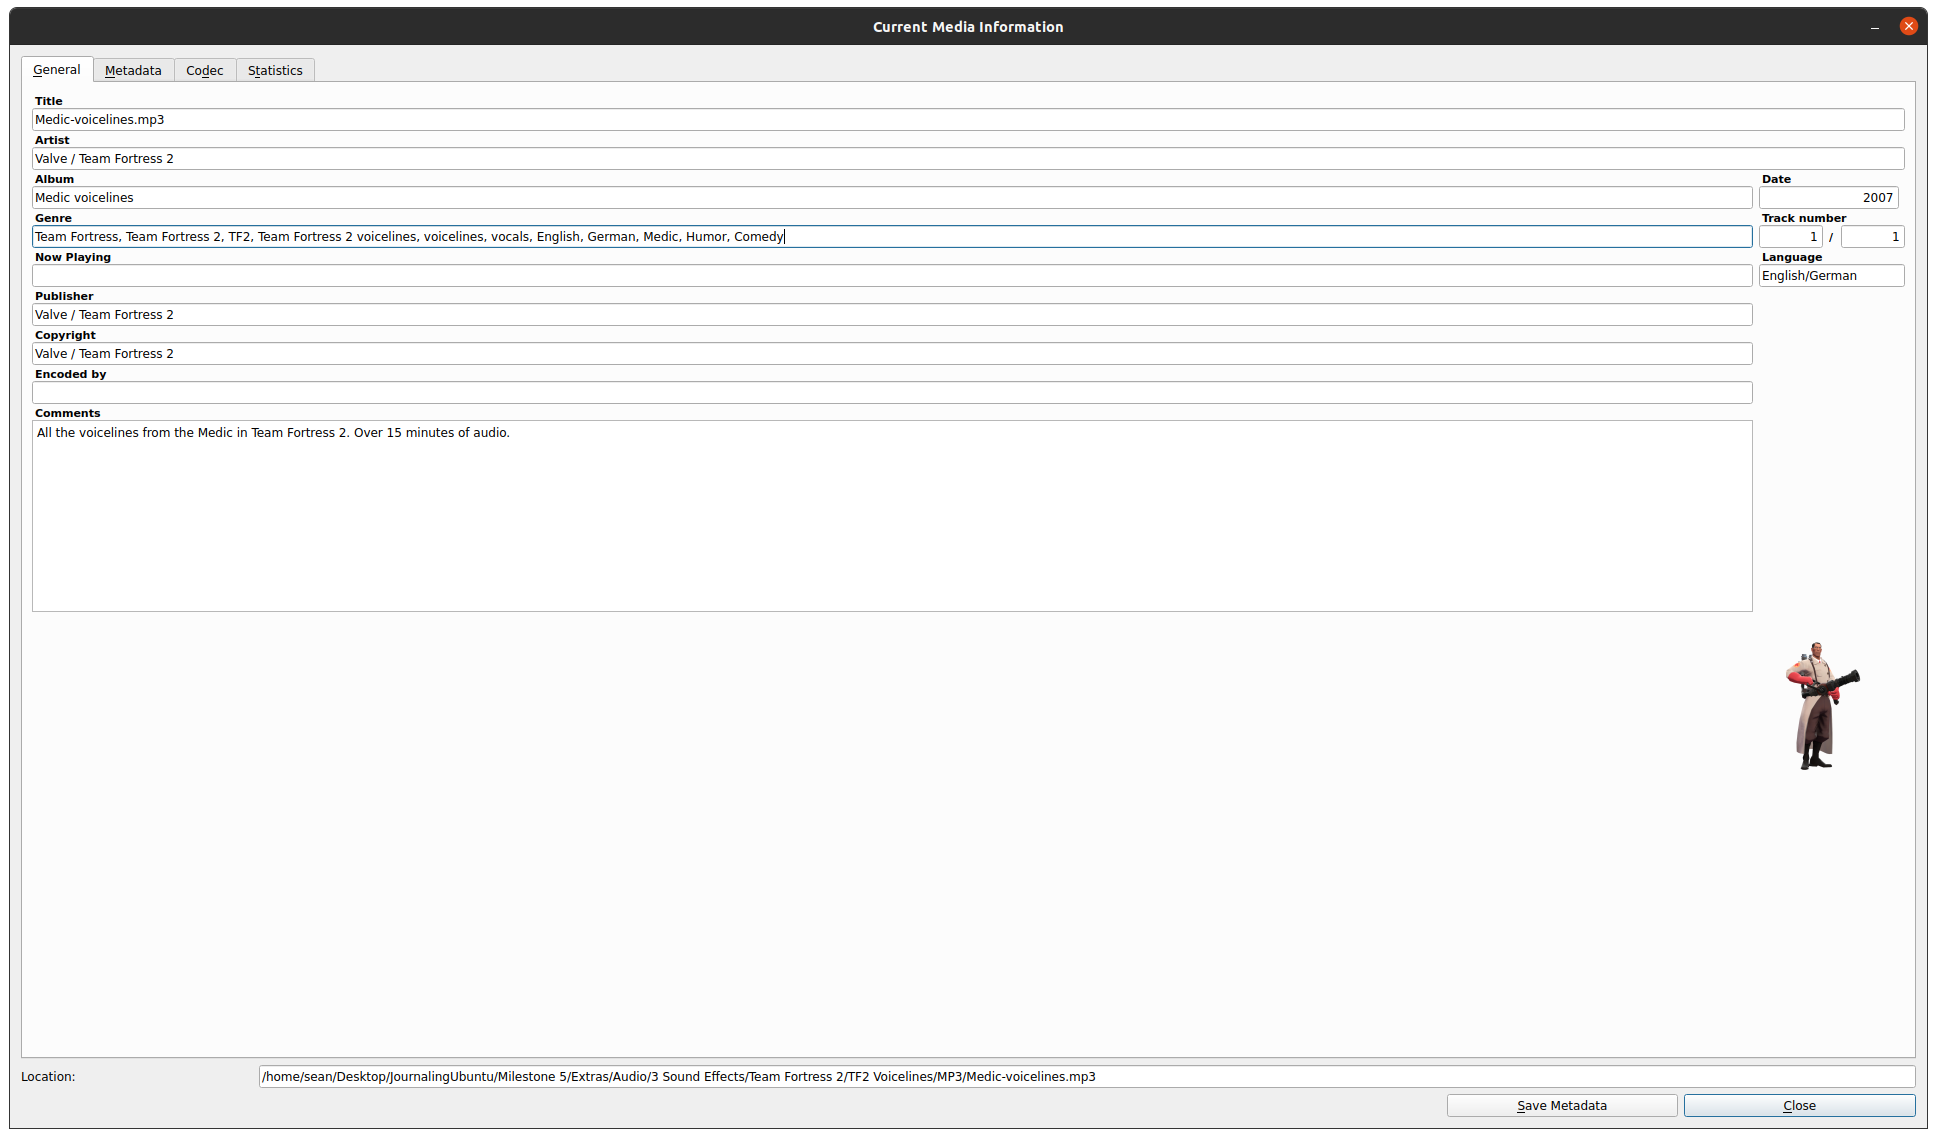 Current Media Information
General Metadata Codec Statistics
Title
Medic-voicelines.mp3
Artist
Valve / Team Fortress 2
Album Date
Medic voicelines 2007
Genre Track number
Team Fortress, Team Fortress 2, TF2, Team Fortress 2 voicelines, voicelines, vocals, English, German, Medic, Humor, Comedy 1 / 1
Now Playing Language
English/German
Publisher
Valve / Team Fortress 2
Copyright
Valve / Team Fortress 2
Encoded by
Comments
All the voicelines from the Medic in Team Fortress 2. Over 15 minutes of audio.
Location: /home/sean/Desktop/JournalingUbuntu/Milestone 5/Extras/Audio/3 Sound Effects/Team Fortress 2/TF2 Voicelines/MP3/Medic-voicelines.mp3
Save Metadata Close